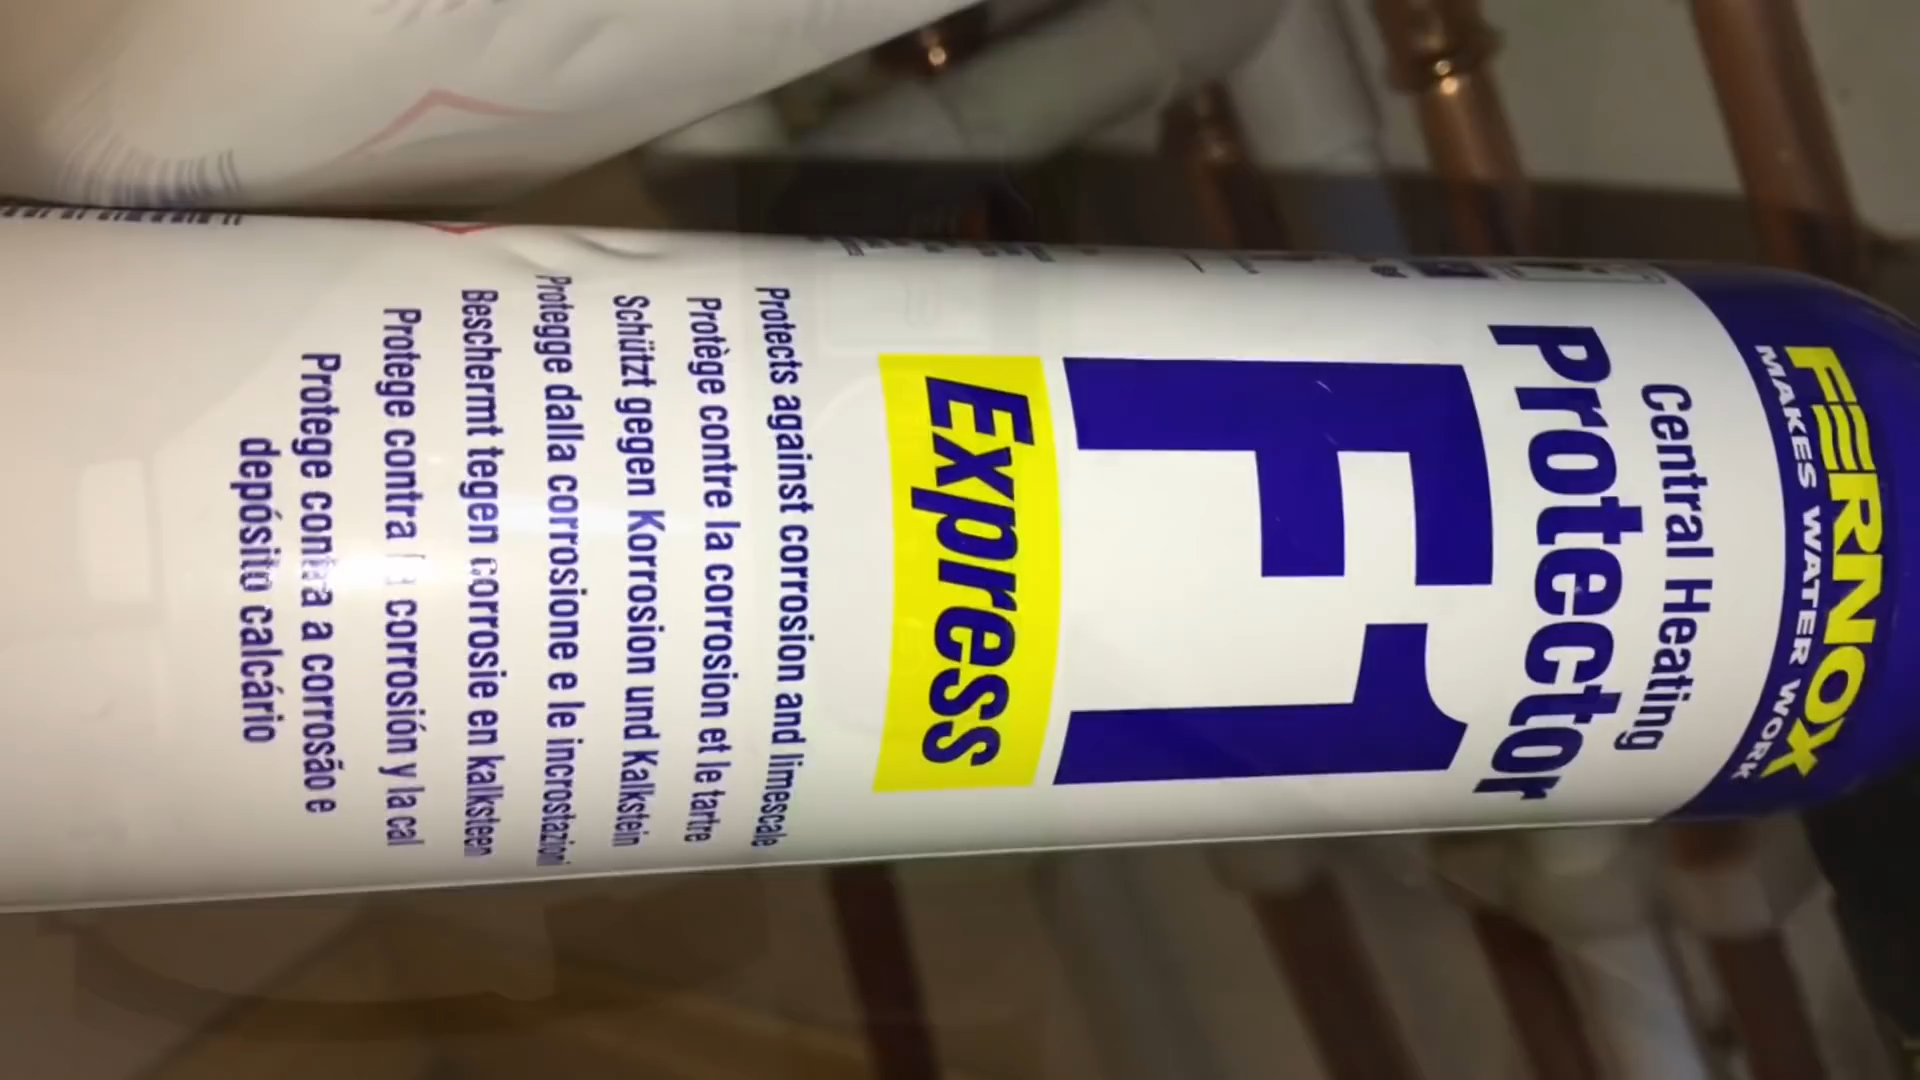 FERNOX
MAKES WATER WORK
Central Heating
Protector
F1
Express
Protects against corrosion and limescale
Protège contre la corrosion et le tartre
Schützt gegen Korrosion und Kalkstein
Protegge dalla corrosione e le incrostazioni
Beschermt tegen corrosie en kalksteen
Protege contra la corrosión y la cal
Protege contra a corrosão e
depósito calcário